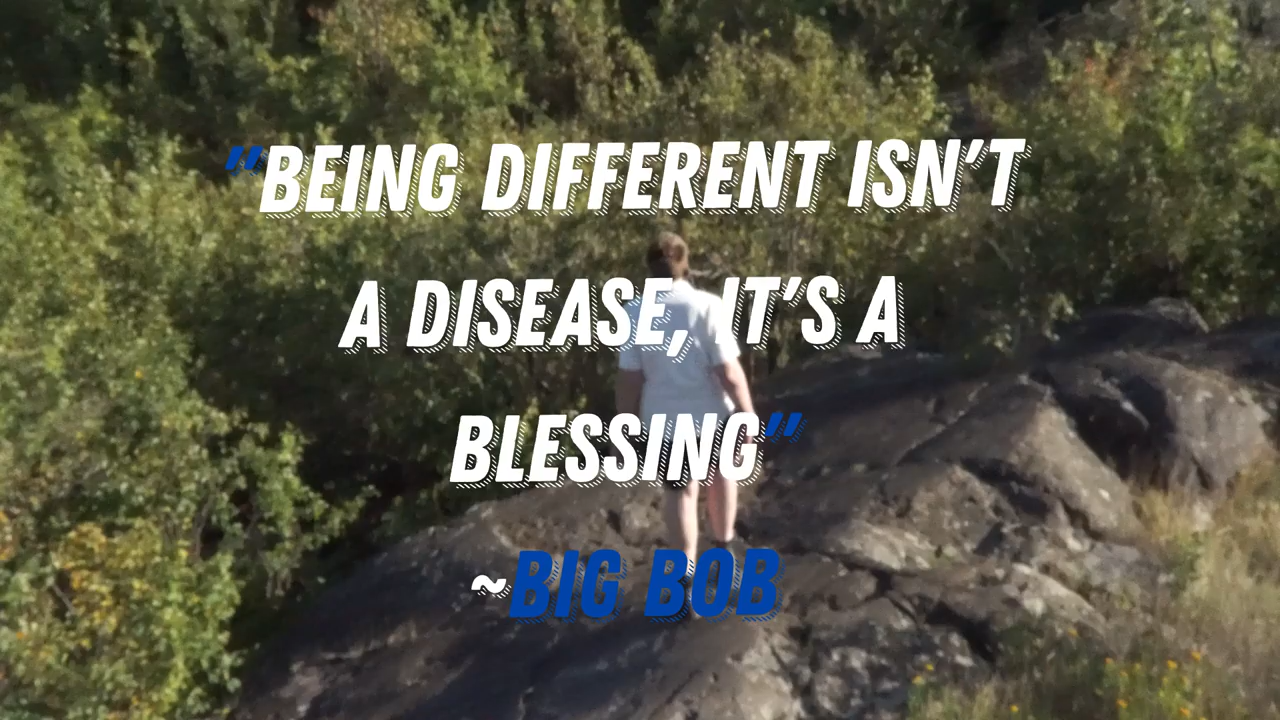 "BEING DIFFERENT ISN'T
A DISEASE, IT'S A
BLESSING"
~BIG BOB